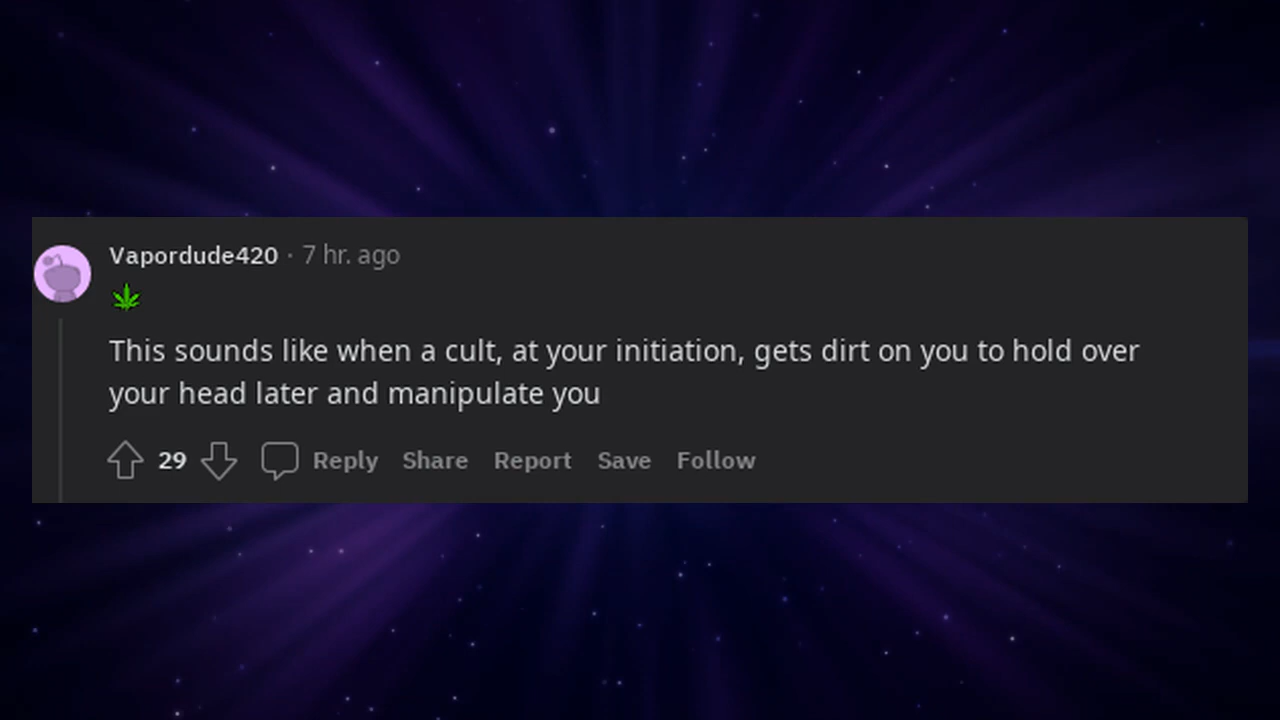 Vapordude420 · 7 hr. ago
This sounds like when a cult, at your initiation, gets dirt on you to hold over
your head later and manipulate you
29 Reply Share Report Save Follow